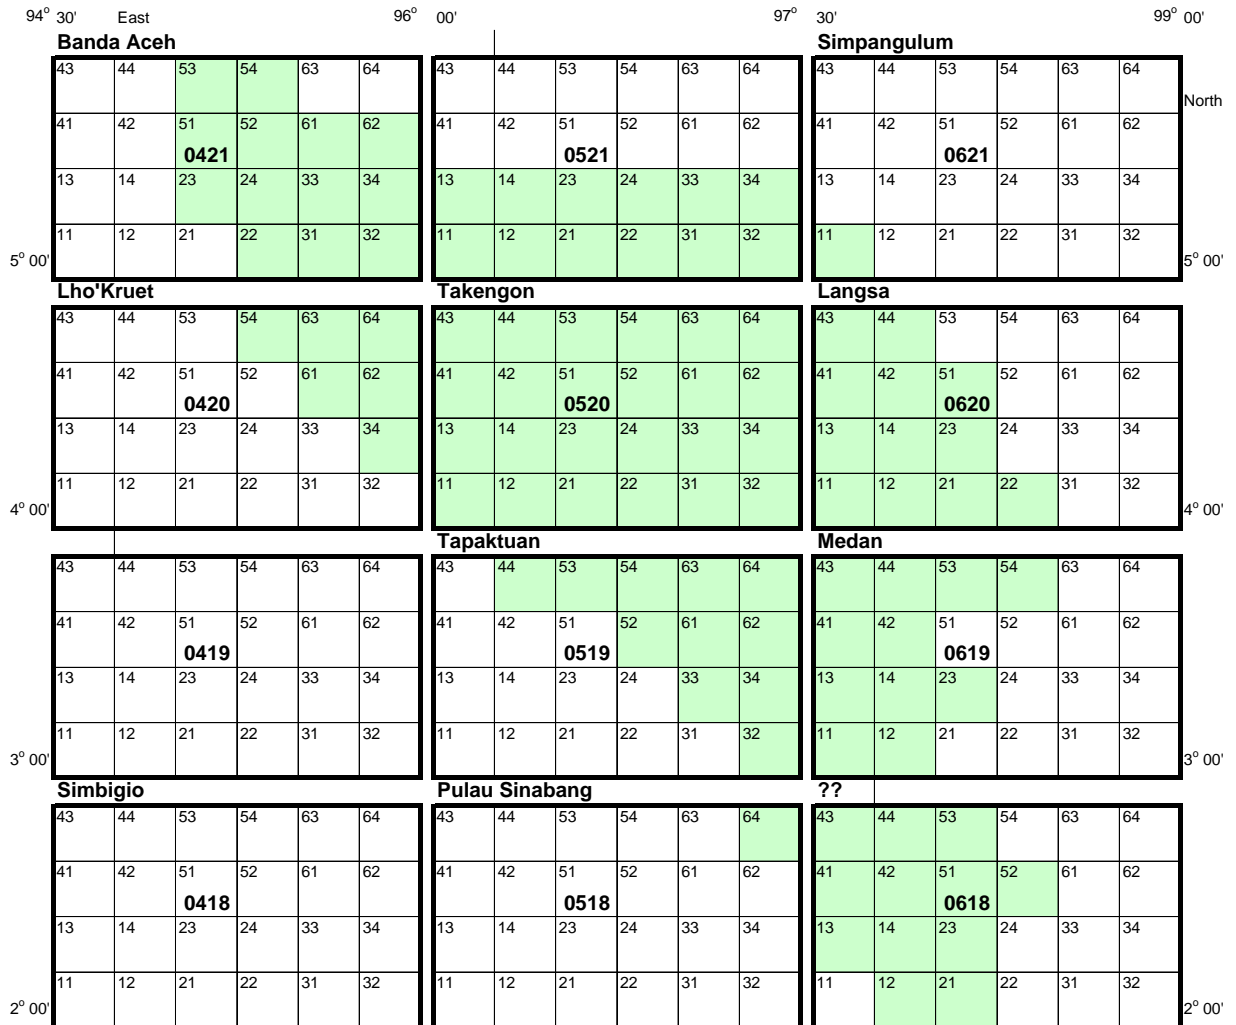 94° 30' East 96° 00' 97° 30' 99° 00'
Banda Aceh Simpangulum
43 44 53 54 63 64 43 44 53 54 63 64 43 44 53 54 63 64
North
41 42 51 52 61 62 41 42 51 52 61 62 41 42 51 52 61 62
0421 0521 0621
13 14 23 24 33 34 13 14 23 24 33 34 13 14 23 24 33 34
11 12 21 22 31 32 11 12 21 22 31 32 11 12 21 22 31 32
5° 00' 5° 00'
Lho'Kruet Takengon Langsa
43 44 53 54 63 64 43 44 53 54 63 64 43 44 53 54 63 64
41 42 51 52 61 62 41 42 51 52 61 62 41 42 51 52 61 62
0420 0520 0620
13 14 23 24 33 34 13 14 23 24 33 34 13 14 23 24 33 34
11 12 21 22 31 32 11 12 21 22 31 32 11 12 21 22 31 32
4° 00' 4° 00'
Tapaktuan Medan
43 44 53 54 63 64 43 44 53 54 63 64 43 44 53 54 63 64
41 42 51 52 61 62 41 42 51 52 61 62 41 42 51 52 61 62
0419 0519 0619
13 14 23 24 33 34 13 14 23 24 33 34 13 14 23 24 33 34
11 12 21 22 31 32 11 12 21 22 31 32 11 12 21 22 31 32
3° 00' 3° 00'
Simbigio Pulau Sinabang ??
43 44 53 54 63 64 43 44 53 54 63 64 43 44 53 54 63 64
41 42 51 52 61 62 41 42 51 52 61 62 41 42 51 52 61 62
0418 0518 0618
13 14 23 24 33 34 13 14 23 24 33 34 13 14 23 24 33 34
11 12 21 22 31 32 11 12 21 22 31 32 11 12 21 22 31 32
2° 00' 2° 00'